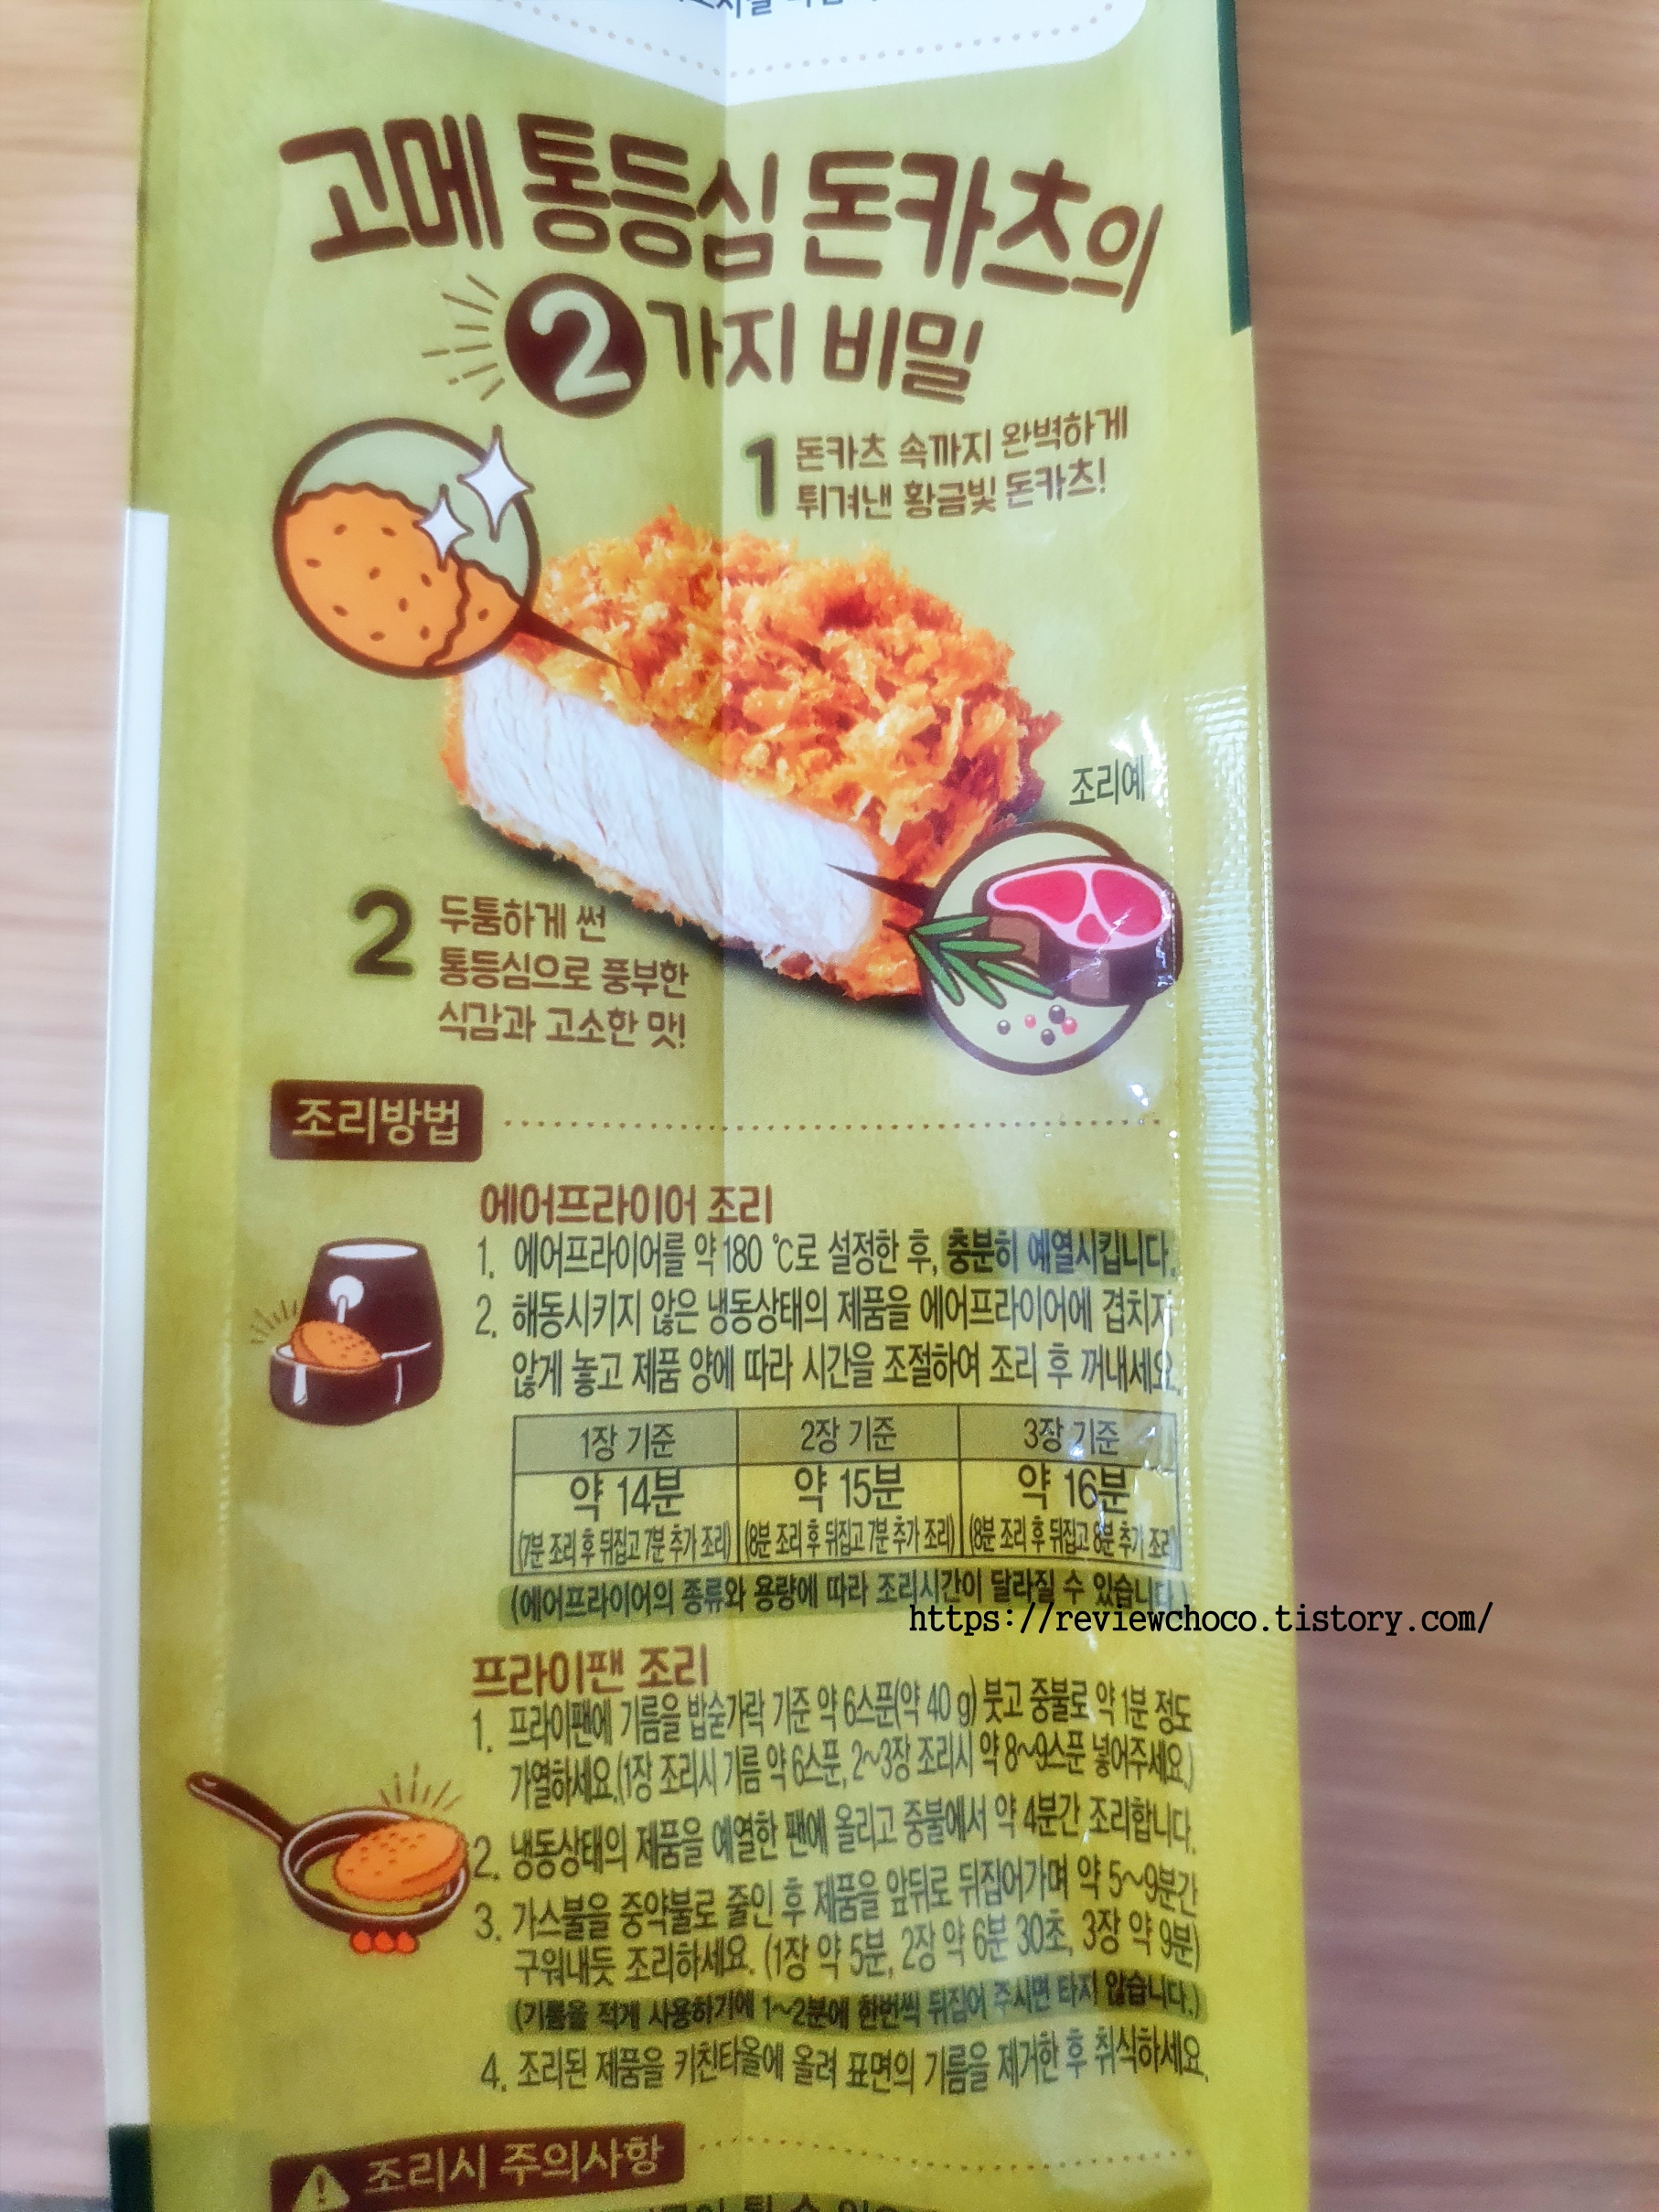 고메 통등심 돈카츠의
2가지 비밀
1 돈카츠 속까지 완벽하게
튀겨낸 황금빛 돈카츠!
조리예
2 두툼하게 썬
통등심으로 풍부한
식감과 고소한 맛!
조리방법
에어프라이어 조리
1. 에어프라이어를 약 180 ℃로 설정한 후, 충분히 예열시킵니다.
2. 해동시키지 않은 냉동상태의 제품을 에어프라이어에 겹치지
않게 놓고 제품 양에 따라 시간을 조절하여 조리 후 꺼내세요.
1장 기준 2장 기준 3장 기준
약 14분 약 15분 약 16분
(7분 조리 후 뒤집고 7분 추가 조리) (8분 조리 후 뒤집고 7분 추가 조리) (8분 조리 후 뒤집고 8분 추가 조리)
(에어프라이어의 종류와 용량에 따라 조리시간이 달라질 수 있습니다.)
https://reviewchoco.tistory.com/
프라이팬 조리
1. 프라이팬에 기름을 밥숟가락 기준 약 6스푼(약 40 g) 붓고 중불로 약 1분 정도
가열하세요.(1장 조리시 기름 약 6스푼, 2~3장 조리시 약 8~9스푼 넣어주세요.)
2. 냉동상태의 제품을 예열한 팬에 올리고 중불에서 약 4분간 조리합니다.
3. 가스불을 중약불로 줄인 후 제품을 앞뒤로 뒤집어가며 약 5~9분간
구워내듯 조리하세요. (1장 약 5분, 2장 약 6분 30초, 3장 약 9분)
(기름을 적게 사용하기에 1~2분에 한번씩 뒤집어 주시면 타지 않습니다.)
4. 조리된 제품을 키친타올에 올려 표면의 기름을 제거한 후 취식하세요.
조리시 주의사항